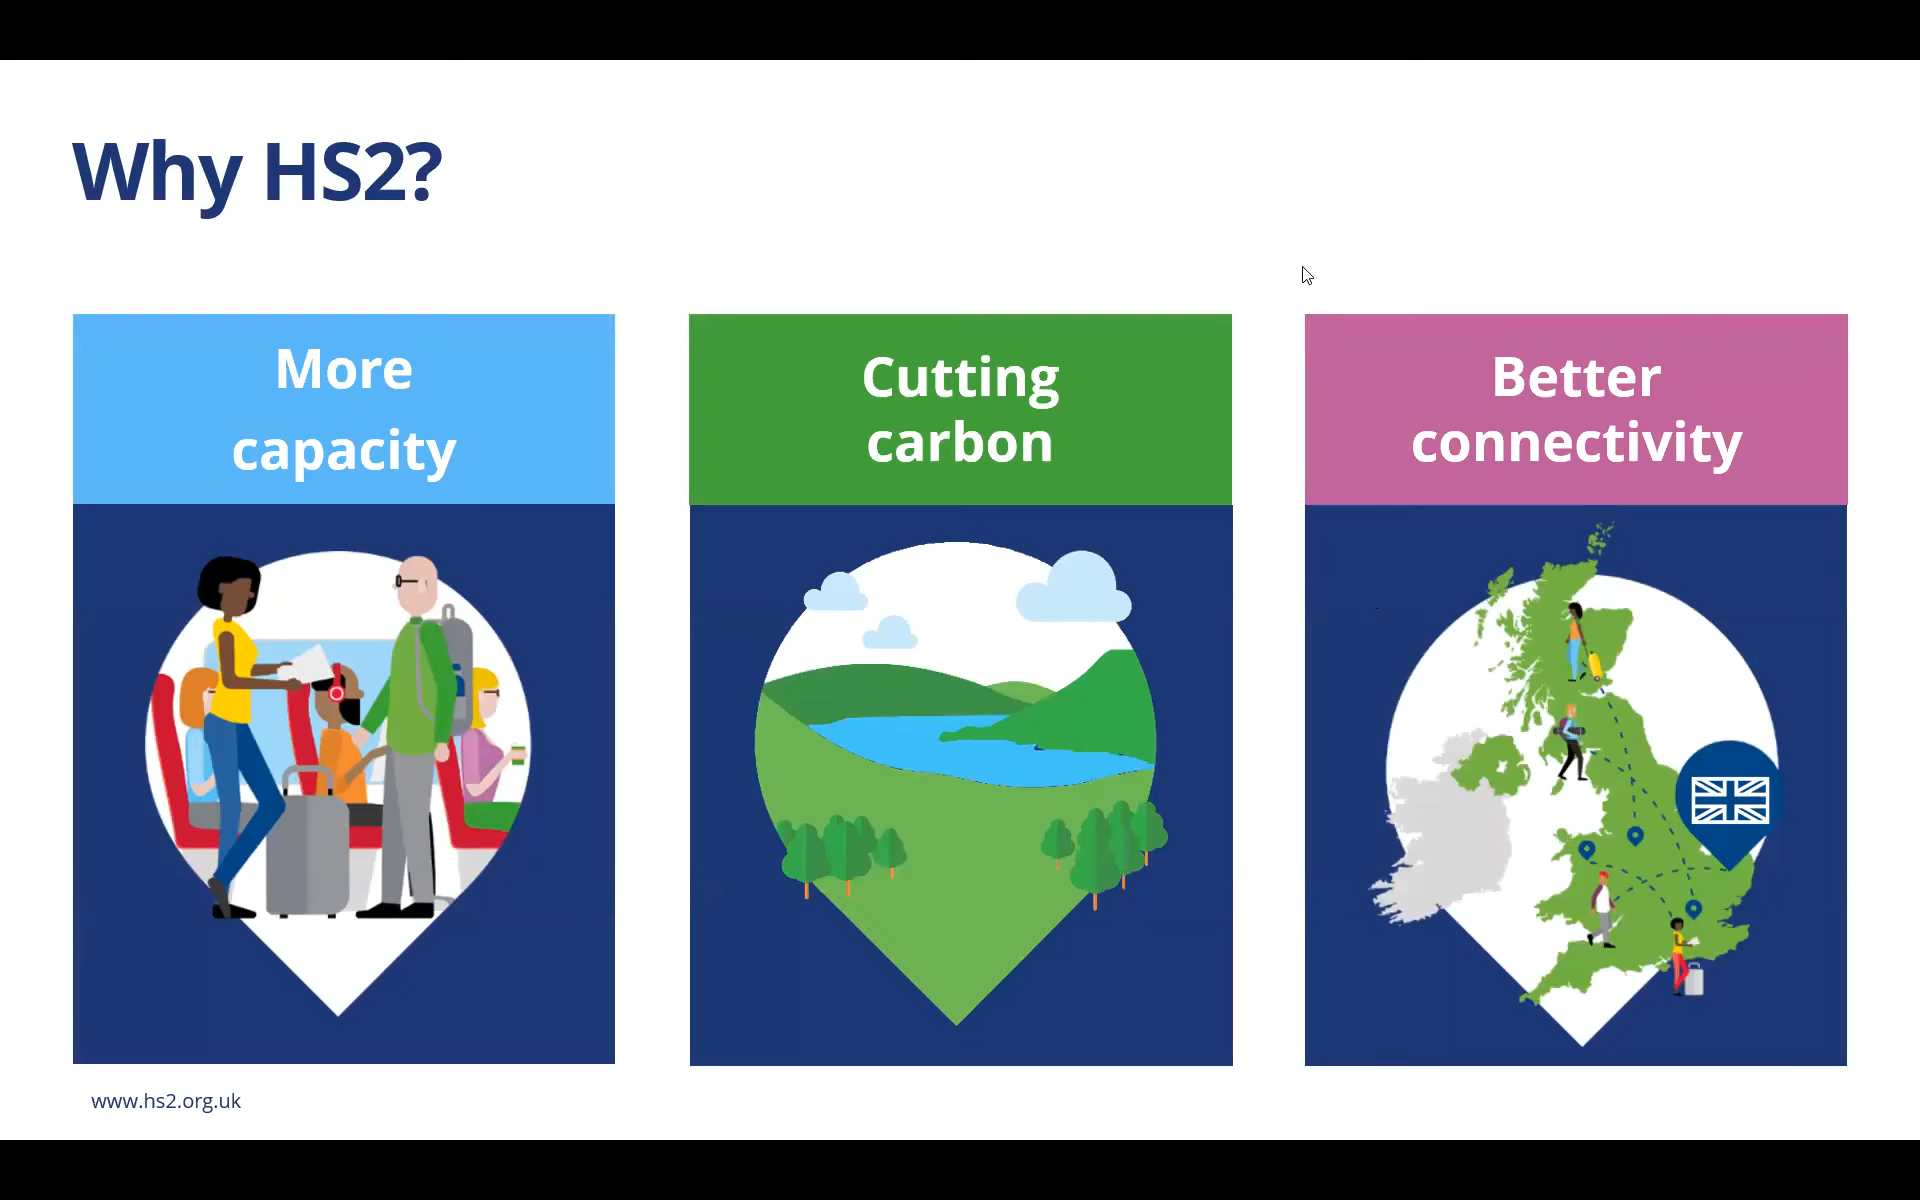 Why HS2?
More
capacity
Cutting
carbon
Better
connectivity
www.hs2.org.uk